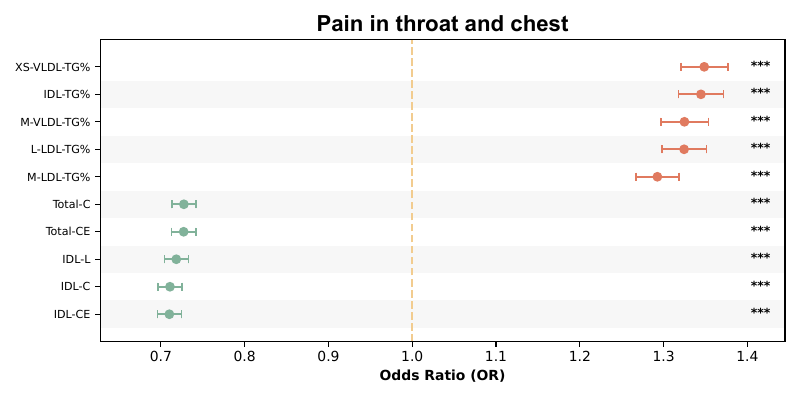 Pain in throat and chest
XS-VLDL-TG% ***
IDL-TG% ***
M-VLDL-TG% ***
L-LDL-TG% ***
M-LDL-TG% ***
Total-C ***
Total-CE ***
IDL-L ***
IDL-C ***
IDL-CE ***
0.7 0.8 0.9 1.0 1.1 1.2 1.3 1.4
Odds Ratio (OR)